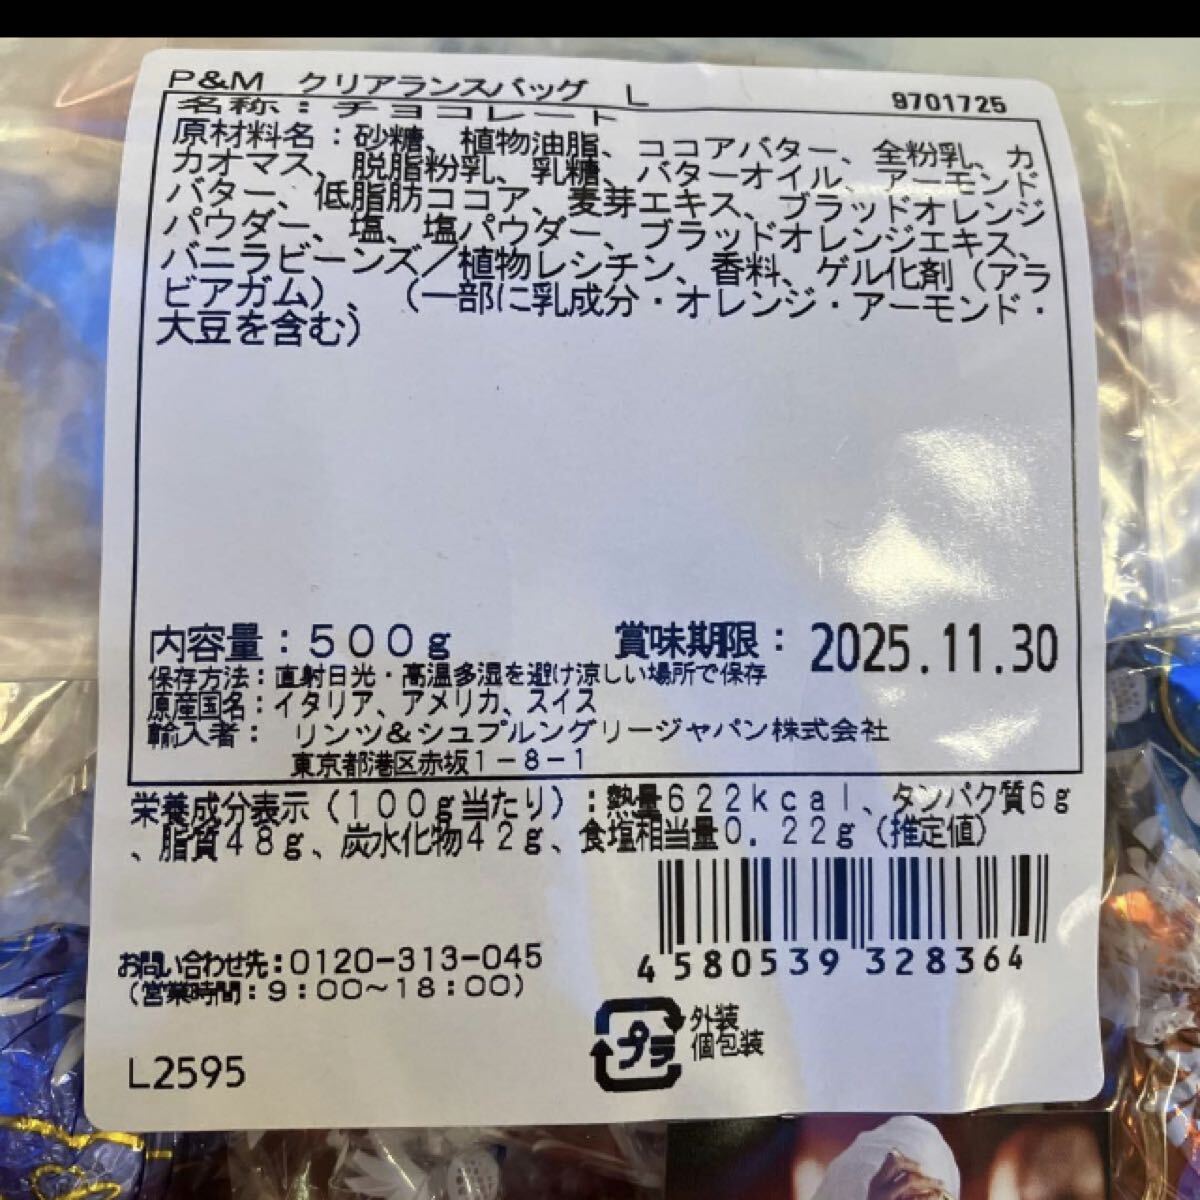 P&M クリアランスバッグ L 9701725
名称:チョコレート
原材料名:砂糖、植物油脂、ココアバター、全粉乳、カ
カオマス、脱脂粉乳、乳糖、バターオイル、アーモンド
バター、低脂肪ココア、麦芽エキス、ブラッドオレンジ
パウダー、塩、塩パウダー、ブラッドオレンジエキス、
バニラビーンズ/植物レシチン、香料、ゲル化剤(アラ
ビアガム)、(一部に乳成分・オレンジ・アーモンド・
大豆を含む)
内容量:500g 賞味期限:2025.11.30
保存方法:直射日光・高温多湿を避け涼しい場所で保存
原産国名:イタリア、アメリカ、スイス
輸入者: リンツ&シュプルングリージャパン株式会社
東京都港区赤坂1-8-1
栄養成分表示(100g当たり):熱量622kcal、タンパク質6g
、脂質48g、炭水化物42g、食塩相当量0.22g(推定値)
4 580539 328364
お問い合わせ先:0120-313-045
(営業時間:9:00~18:00)
プラ
外装
個包装
L2595